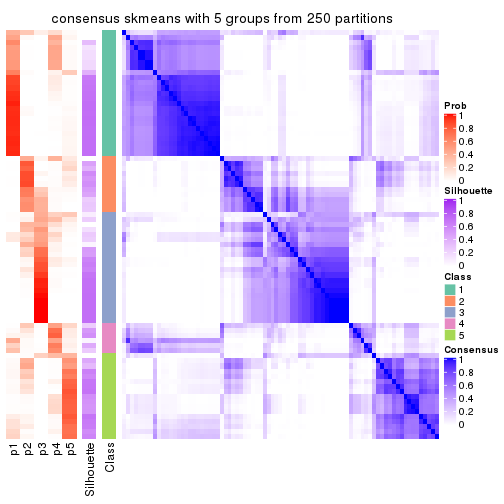 consensus skmeans with 5 groups from 250 partitions
Prob
1
0.8
0.6
0.4
0.2
0
Silhouette
1
0.8
0.6
0.4
0.2
0
Class
1
2
3
4
5
Consensus
1
0.8
0.6
0.4
0.2
0
p1
p2
p3
p4
p5
Silhouette
Class